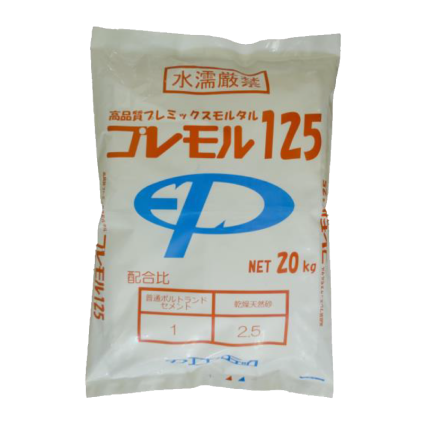 水濡厳禁
高品質プレミックスモルタル
プレモル125
NET 20kg
配合比
普通ポルトランドセメント
乾燥天然砂
1
2.5
プレモル125